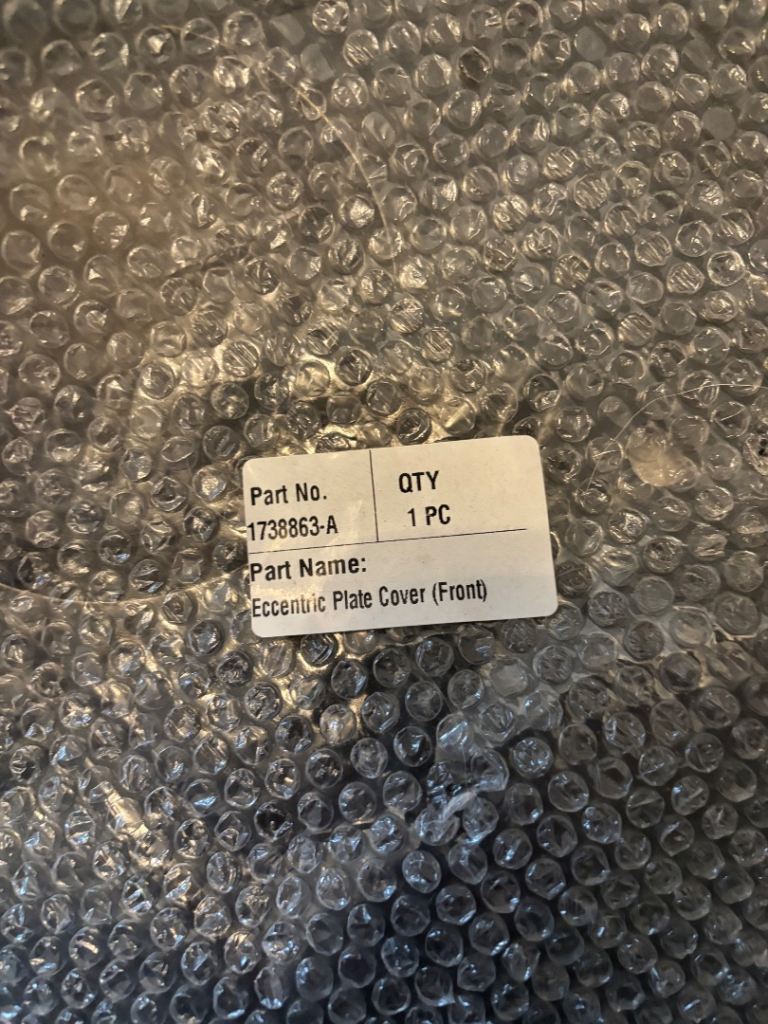 Part No.
QTY
1738863-A
1 PC
Part Name:
Eccentric Plate Cover (Front)